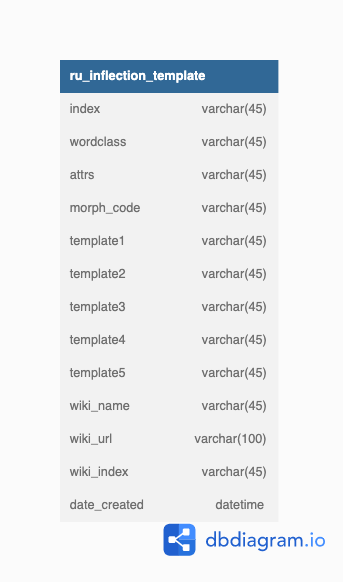 ru_inflection_template
index varchar(45)
wordclass varchar(45)
attrs varchar(45)
morph_code varchar(45)
template1 varchar(45)
template2 varchar(45)
template3 varchar(45)
template4 varchar(45)
template5 varchar(45)
wiki_name varchar(45)
wiki_url varchar(100)
wiki_index varchar(45)
date_created datetime
dbdiagram.io